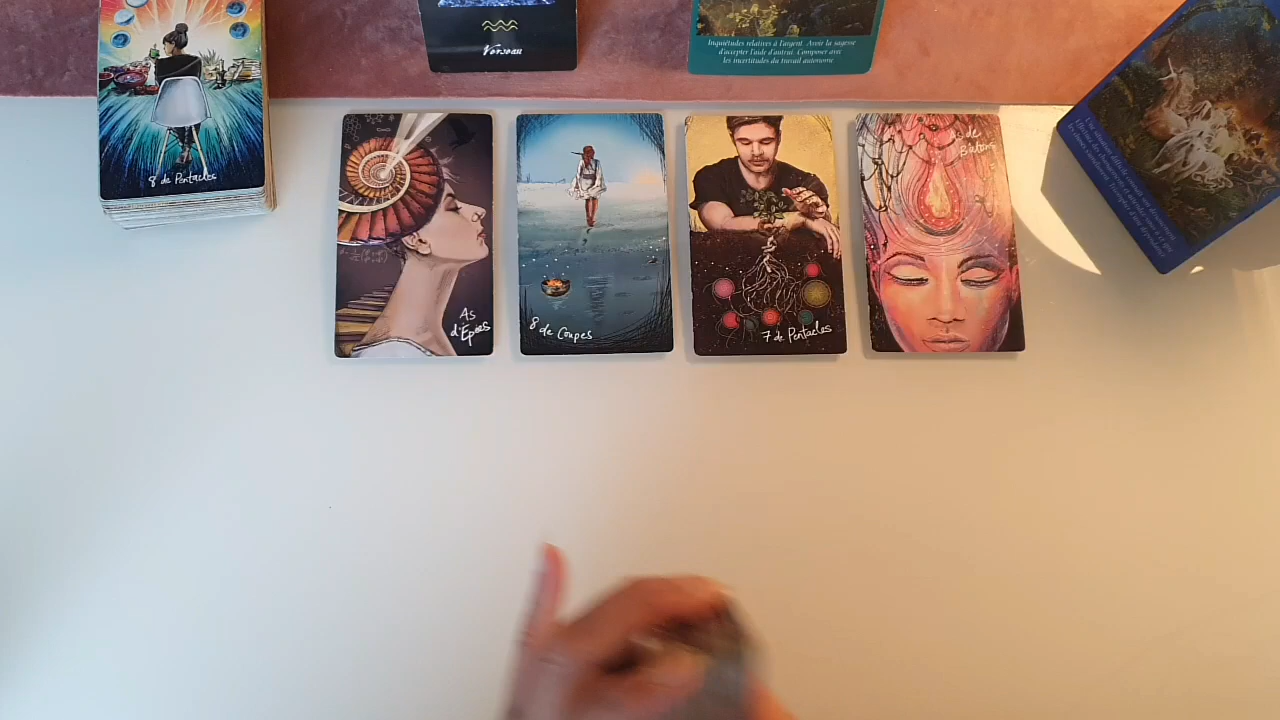 8 de Pentacles
Verseau
Inquiétudes relatives à l'argent. Avoir la sagesse
d'accepter l'aide d'autrui. Composer avec
les incertitudes du travail autonome
As
d'Epées
8 de Coupes
7 de Pentacles
As de
Bâtons